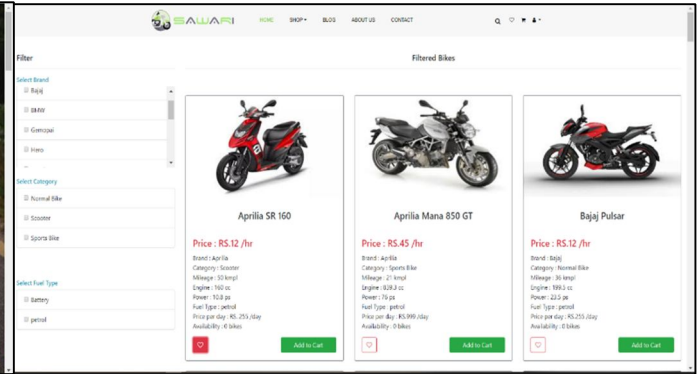 SAWARI HOME SHOP BLOG ABOUT US CONTACT
Filter
Filtered Bikes
Select Brand
Bajaj
BMW
Gemopai
Hero
Select Category
Normal Bike
Scooter
Sports Bike
Select Fuel Type
Battery
petrol
Aprilia SR 160
Price : RS.12 /hr
Brand : Aprilia
Category : Scooter
Mileage : 50 kmpl
Engine : 160 cc
Power : 10.8 ps
Fuel Type : petrol
Price per day : RS. 255 /day
Availability : 0 bikes
Add to Cart
Aprilia Mana 850 GT
Price : RS.45 /hr
Brand : Aprilia
Category : Sports Bike
Mileage : 21 kmpl
Engine : 839.3 cc
Power : 76 ps
Fuel Type : petrol
Price per day : RS.999 /day
Availability : 0 bikes
Add to Cart
Bajaj Pulsar
Price : RS.12 /hr
Brand : Bajaj
Category : Normal Bike
Mileage : 36 kmpl
Engine : 199.5 cc
Power : 23.5 ps
Fuel Type : petrol
Price per day : RS.255 /day
Availability : 0 bikes
Add to Cart